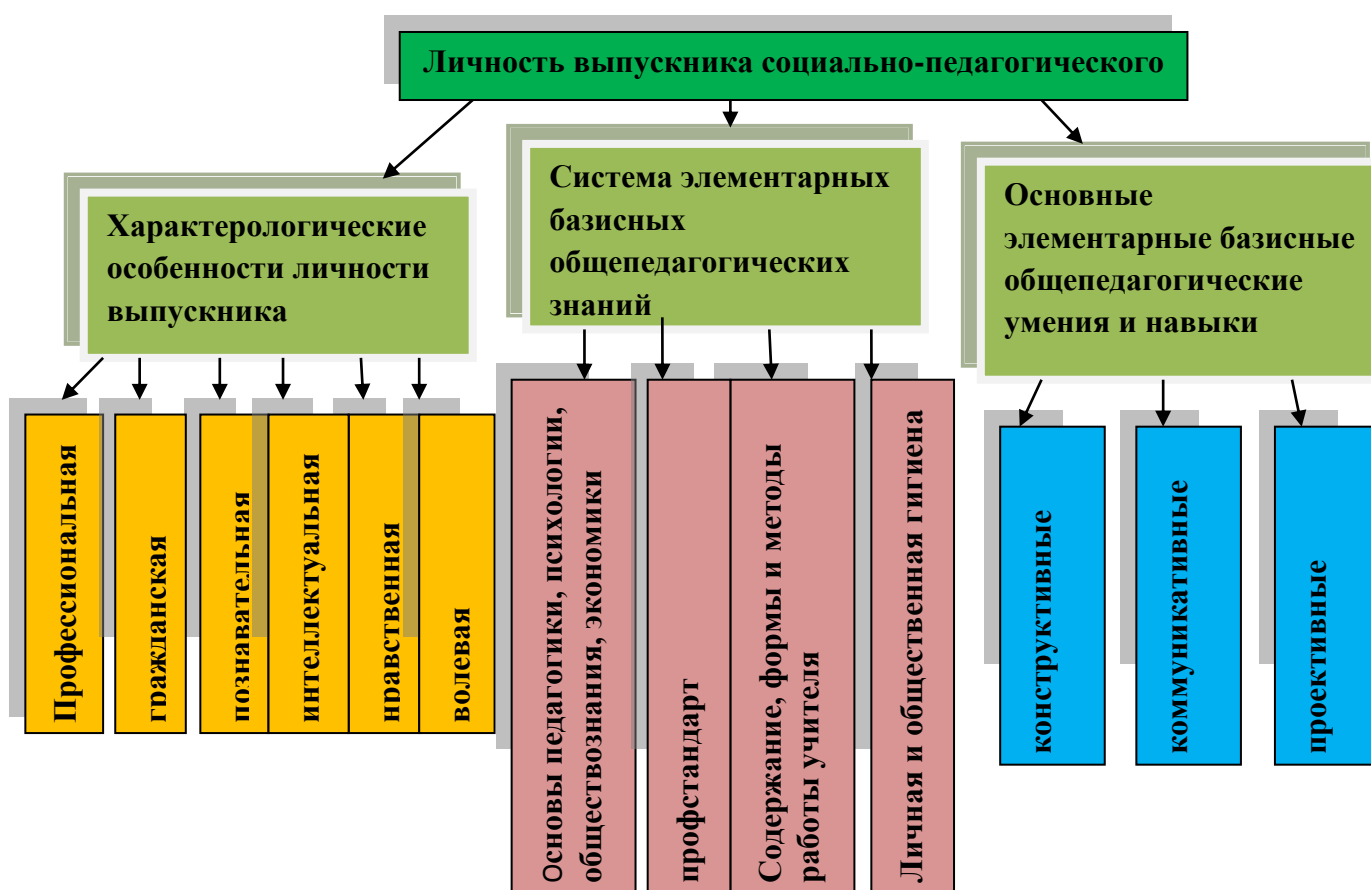 Личность выпускника социально-педагогического
Характерологические
особенности личности
выпускника
Система элементарных
базисных
общепедагогических
знаний
Основные
элементарные базисные
общепедагогические
умения и навыки
Профессиональная
гражданская
познавательная
интеллектуальная
нравственная
волевая
Основы педагогики, психологии,
обществознания, экономики
профстандарт
Содержание, формы и методы
работы учителя
Личная и общественная гигиена
конструктивные
коммуникативные
проективные